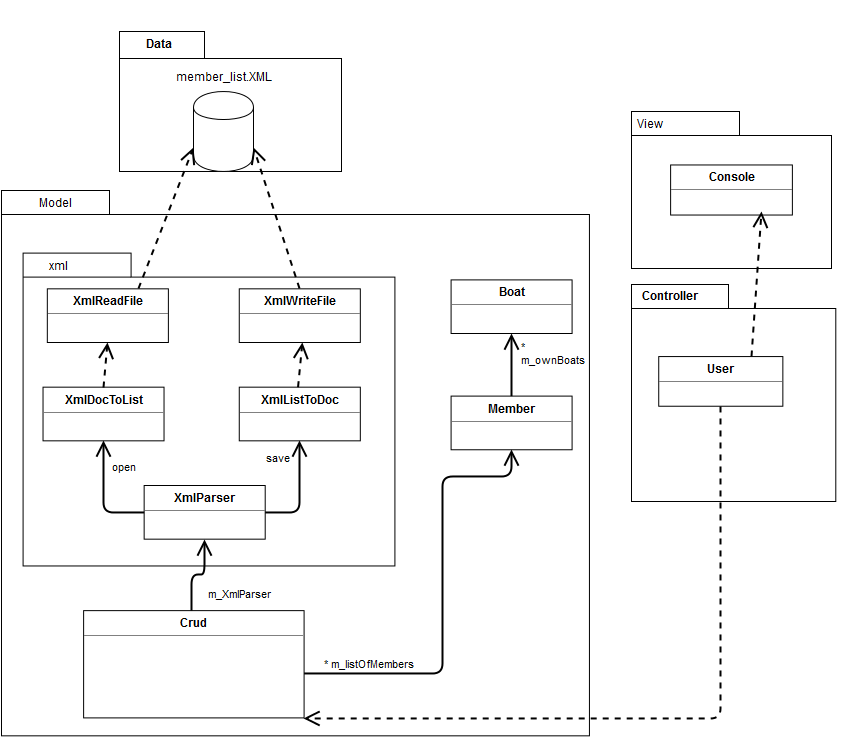 Data
member_list.XML
View
Console
Model
xml
XmlReadFile
XmlWriteFile
Boat
Controller
*
m_ownBoats
User
XmlDocToList
XmlListToDoc
Member
open
save
XmlParser
m_XmlParser
Crud
* m_listOfMembers